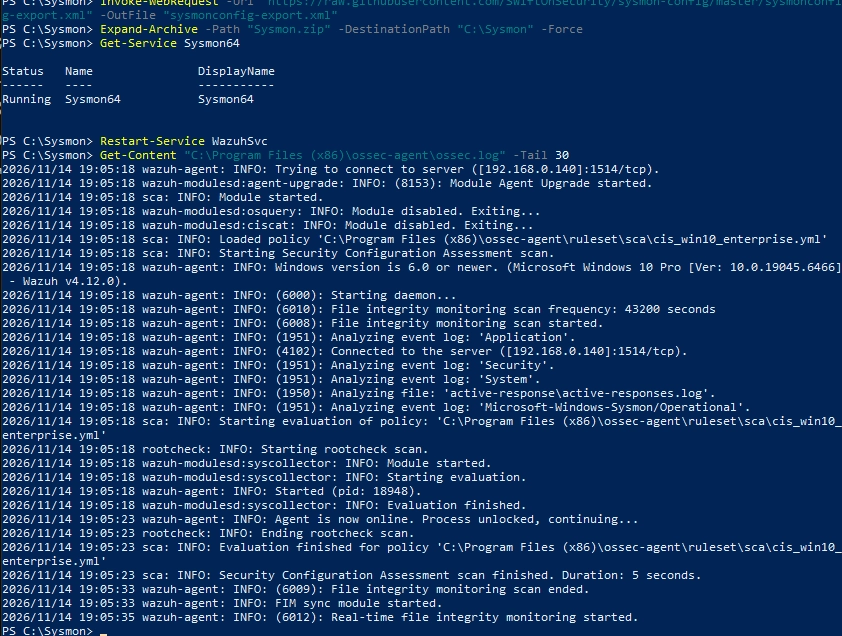 PS C:\Sysmon> Invoke-WebRequest -Uri "https://raw.githubusercontent.com/SwiftOnSecurity/sysmon-config/master/sysmonconfi
g-export.xml" -OutFile "sysmonconfig-export.xml"
PS C:\Sysmon> Expand-Archive -Path "Sysmon.zip" -DestinationPath "C:\Sysmon" -Force
PS C:\Sysmon> Get-Service Sysmon64
Status Name DisplayName
------ ---- -----------
Running Sysmon64 Sysmon64
PS C:\Sysmon> Restart-Service WazuhSvc
PS C:\Sysmon> Get-Content "C:\Program Files (x86)\ossec-agent\ossec.log" -Tail 30
2026/11/14 19:05:18 wazuh-agent: INFO: Trying to connect to server ([192.168.0.140]:1514/tcp).
2026/11/14 19:05:18 wazuh-modulesd:agent-upgrade: INFO: (8153): Module Agent Upgrade started.
2026/11/14 19:05:18 sca: INFO: Module started.
2026/11/14 19:05:18 wazuh-modulesd:osquery: INFO: Module disabled. Exiting...
2026/11/14 19:05:18 wazuh-modulesd:ciscat: INFO: Module disabled. Exiting...
2026/11/14 19:05:18 sca: INFO: Loaded policy 'C:\Program Files (x86)\ossec-agent\ruleset\sca\cis_win10_enterprise.yml'
2026/11/14 19:05:18 sca: INFO: Starting Security Configuration Assessment scan.
2026/11/14 19:05:18 wazuh-agent: INFO: Windows version is 6.0 or newer. (Microsoft Windows 10 Pro [Ver: 10.0.19045.6466]
 - Wazuh v4.12.0).
2026/11/14 19:05:18 wazuh-agent: INFO: (6000): Starting daemon...
2026/11/14 19:05:18 wazuh-agent: INFO: (6010): File integrity monitoring scan frequency: 43200 seconds
2026/11/14 19:05:18 wazuh-agent: INFO: (6008): File integrity monitoring scan started.
2026/11/14 19:05:18 wazuh-agent: INFO: (1951): Analyzing event log: 'Application'.
2026/11/14 19:05:18 wazuh-agent: INFO: (4102): Connected to the server ([192.168.0.140]:1514/tcp).
2026/11/14 19:05:18 wazuh-agent: INFO: (1951): Analyzing event log: 'Security'.
2026/11/14 19:05:18 wazuh-agent: INFO: (1951): Analyzing event log: 'System'.
2026/11/14 19:05:18 wazuh-agent: INFO: (1950): Analyzing file: 'active-response\active-responses.log'.
2026/11/14 19:05:18 wazuh-agent: INFO: (1951): Analyzing event log: 'Microsoft-Windows-Sysmon/Operational'.
2026/11/14 19:05:18 sca: INFO: Starting evaluation of policy: 'C:\Program Files (x86)\ossec-agent\ruleset\sca\cis_win10_
enterprise.yml'
2026/11/14 19:05:18 rootcheck: INFO: Starting rootcheck scan.
2026/11/14 19:05:18 wazuh-modulesd:syscollector: INFO: Module started.
2026/11/14 19:05:18 wazuh-modulesd:syscollector: INFO: Starting evaluation.
2026/11/14 19:05:18 wazuh-agent: INFO: Started (pid: 18948).
2026/11/14 19:05:18 wazuh-modulesd:syscollector: INFO: Evaluation finished.
2026/11/14 19:05:23 wazuh-agent: INFO: Agent is now online. Process unlocked, continuing...
2026/11/14 19:05:23 rootcheck: INFO: Ending rootcheck scan.
2026/11/14 19:05:23 sca: INFO: Evaluation finished for policy 'C:\Program Files (x86)\ossec-agent\ruleset\sca\cis_win10_
enterprise.yml'
2026/11/14 19:05:23 sca: INFO: Security Configuration Assessment scan finished. Duration: 5 seconds.
2026/11/14 19:05:33 wazuh-agent: INFO: (6009): File integrity monitoring scan ended.
2026/11/14 19:05:33 wazuh-agent: INFO: FIM sync module started.
2026/11/14 19:05:35 wazuh-agent: INFO: (6012): Real-time file integrity monitoring started.
PS C:\Sysmon> _